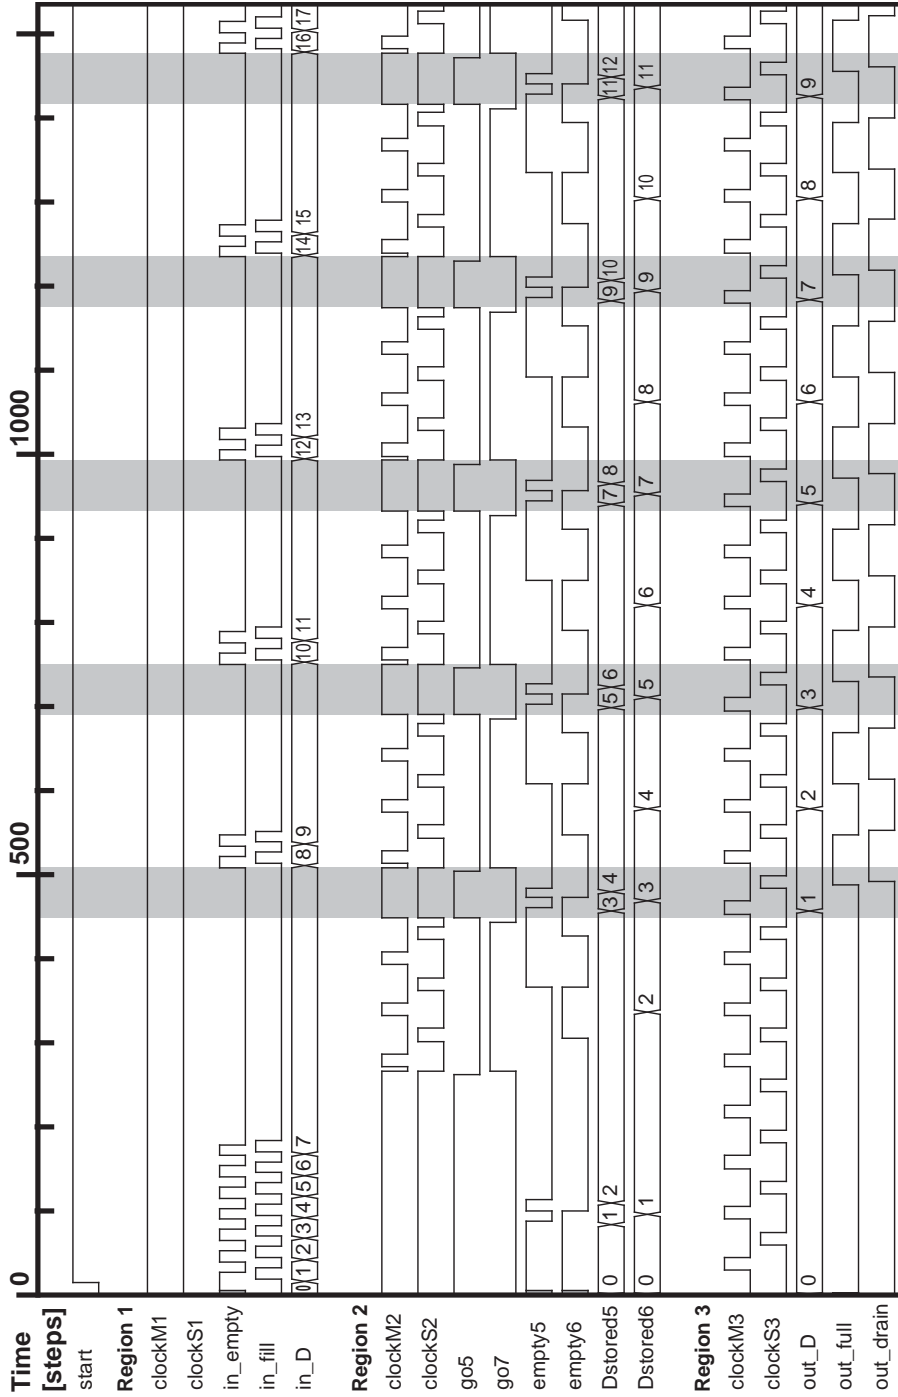 Time [steps] 0 500 1000
start
Region 1
clockM1
clockS1
in_empty
in_fill
in_D 0 1 2 3 4 5 6 7 8 9 10 11 12 13 14 15 16 17
Region 2
clockM2
clockS2
go5
go7
empty5
empty6
Dstored5 0 1 2 3 4 5 6 7 8 9 10 11 12
Dstored6 0 1 2 3 4 5 6 7 8 9 10 11
Region 3
clockM3
clockS3
out_D 0 1 2 3 4 5 6 7 8 9
out_full
out_drain